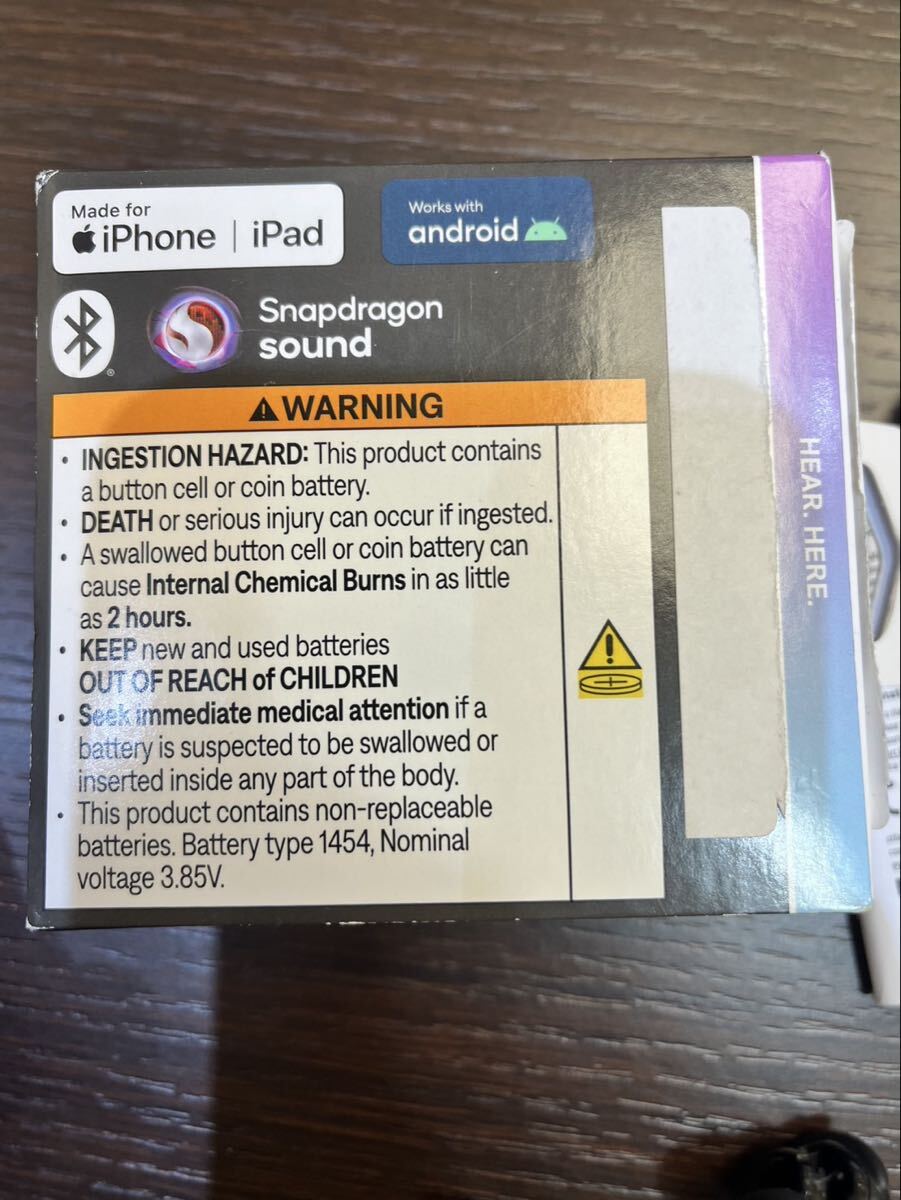 Made for
iPhone | iPad
Works with
android
Snapdragon
sound
WARNING
• INGESTION HAZARD: This product contains
a button cell or coin battery.
• DEATH or serious injury can occur if ingested.
• A swallowed button cell or coin battery can
cause Internal Chemical Burns in as little
as 2 hours.
• KEEP new and used batteries
OUT OF REACH of CHILDREN
• Seek immediate medical attention if a
battery is suspected to be swallowed or
inserted inside any part of the body.
• This product contains non-replaceable
batteries. Battery type 1454, Nominal
voltage 3.85V.
HEAR. HERE.